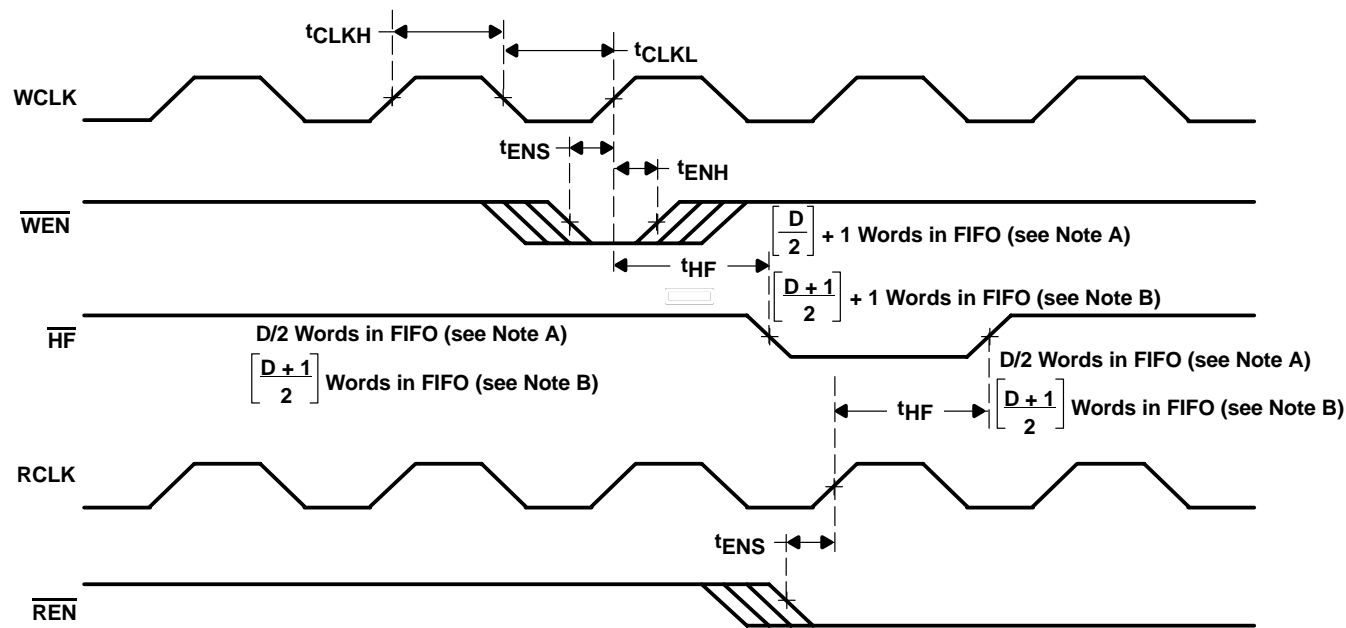 tCLKH
tCLKL
WCLK
tENS
tENH
WEN
[D/2] + 1 Words in FIFO (see Note A)
tHF
[D + 1/2] + 1 Words in FIFO (see Note B)
HF
D/2 Words in FIFO (see Note A)
[D + 1/2] Words in FIFO (see Note B)
D/2 Words in FIFO (see Note A)
tHF
[D + 1/2] Words in FIFO (see Note B)
RCLK
tENS
REN